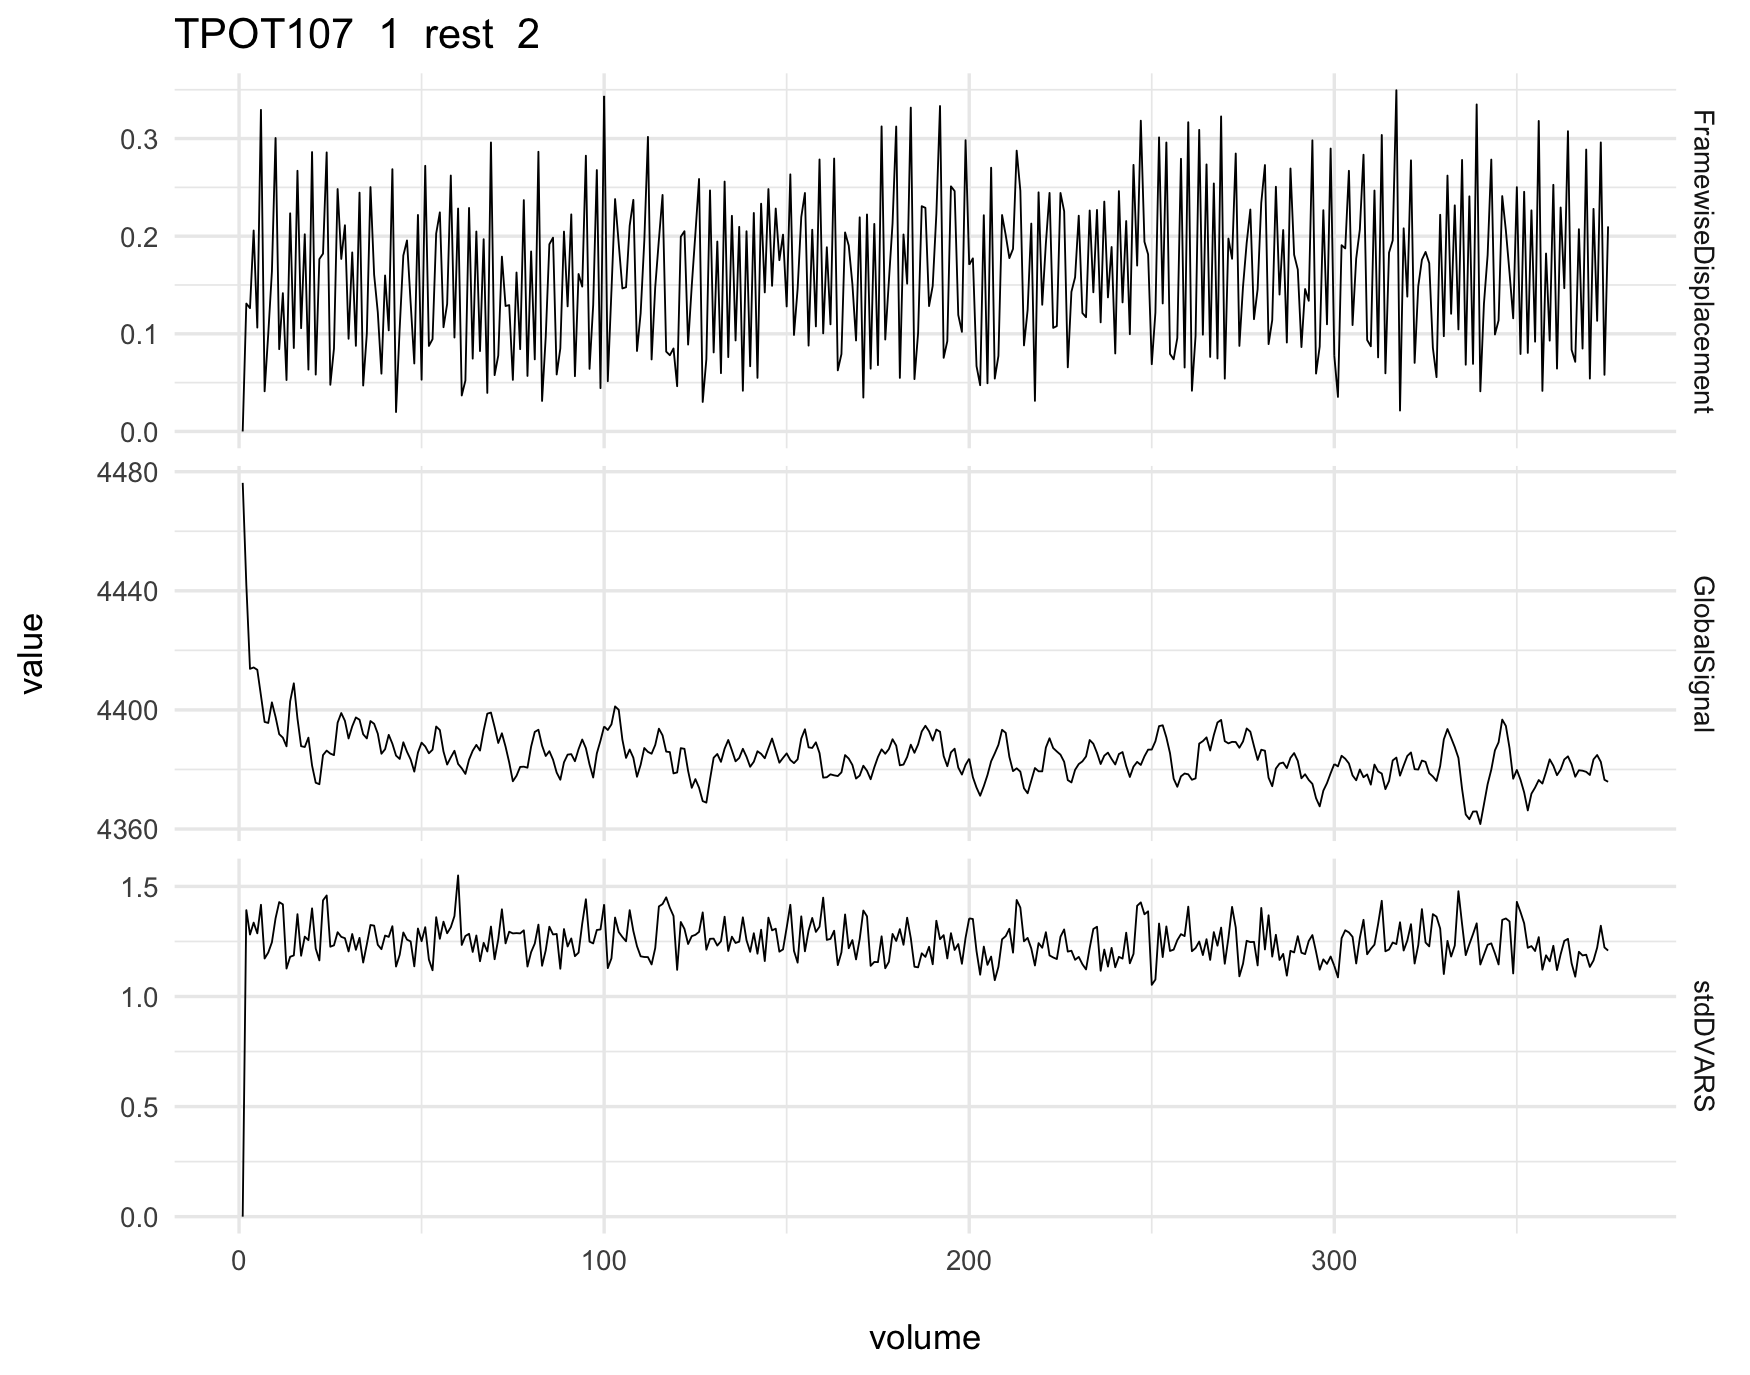 TPOT107 1 rest 2
0.3
0.2
0.1
0.0
FramewiseDisplacement
4480
4440
4400
4360
GlobalSignal
1.5
1.0
0.5
0.0
stdDVARS
value
0 100 200 300
volume